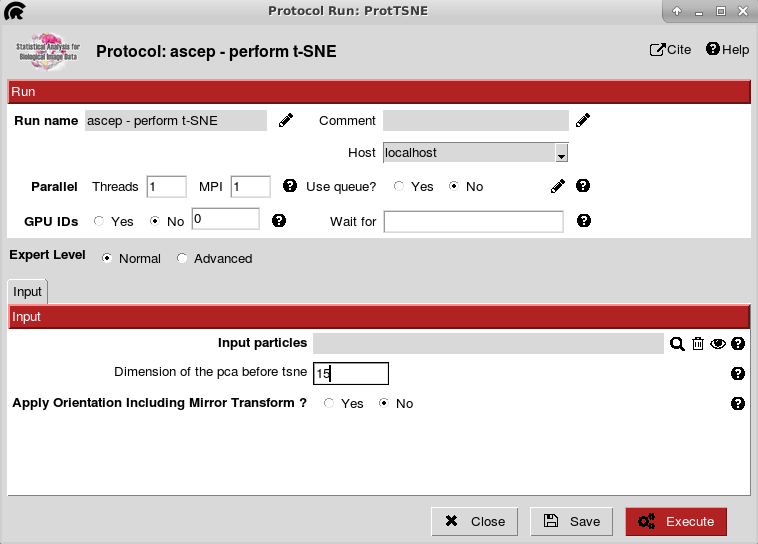 Protocol Run: ProtTSNE
Statistical Analysis for
Biological Image Data
Protocol: ascep - perform t-SNE
Cite
Help
Run
Run name ascep - perform t-SNE Comment
Host localhost
Parallel Threads 1 MPI 1 Use queue? Yes No
GPU IDs Yes No 0 Wait for
Expert Level Normal Advanced
Input
Input
Input particles
Dimension of the pca before tsne 15
Apply Orientation Including Mirror Transform ? Yes No
Close Save Execute